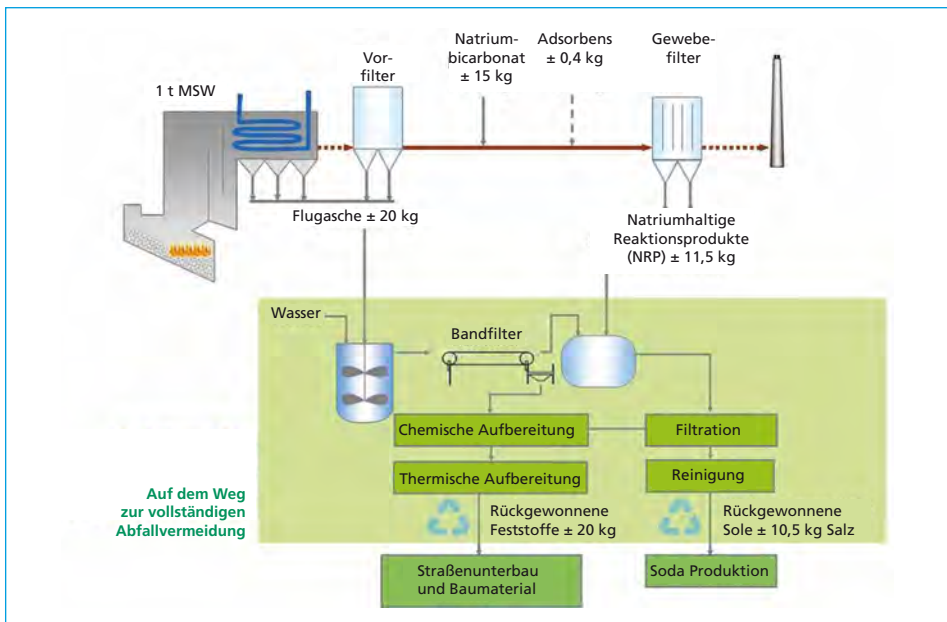 Natrium-
bicarbonat
± 15 kg
Adsorbens
± 0,4 kg
Gewebe-
filter
Vor-
filter
1 t MSW
Flugasche ± 20 kg
Natriumhaltige
Reaktionsprodukte
(NRP) ± 11,5 kg
Wasser
Bandfilter
Chemische Aufbereitung
Filtration
Thermische Aufbereitung
Reinigung
Auf dem Weg
zur vollständigen
Abfallvermeidung
Rückgewonnene
Feststoffe ± 20 kg
Rückgewonnene
Sole ± 10,5 kg Salz
Straßenunterbau
und Baumaterial
Soda Produktion